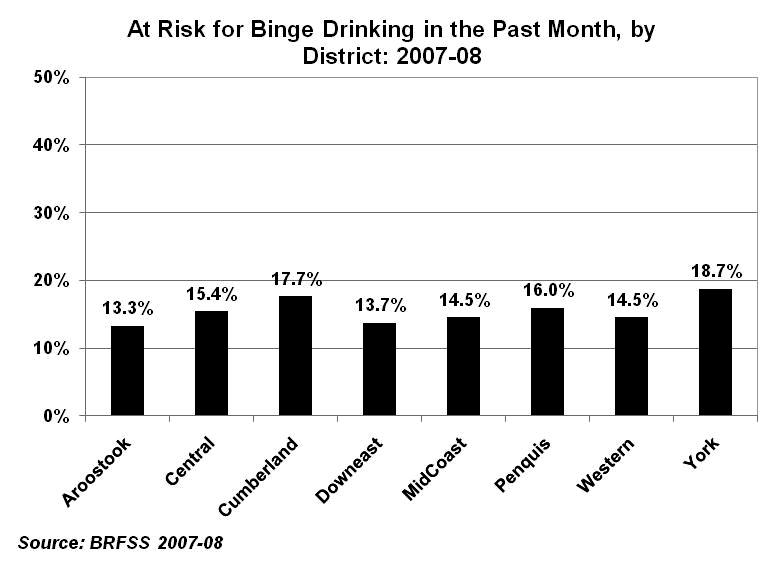 At Risk for Binge Drinking in the Past Month, by
District: 2007-08
50%
40%
30%
20%
10%
0%
13.3%
15.4%
17.7%
13.7%
14.5%
16.0%
14.5%
18.7%
Aroostook
Central
Cumberland
Downeast
MidCoast
Penquis
Western
York
Source: BRFSS 2007-08